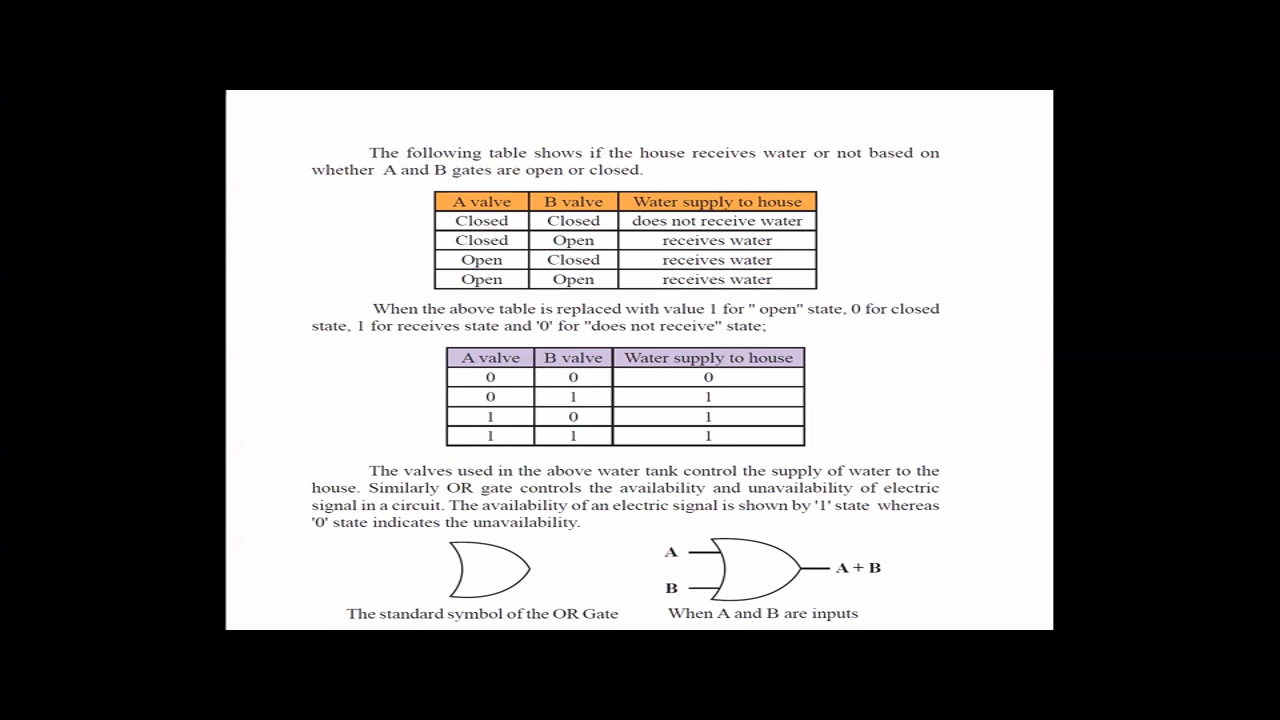 The following table shows if the house receives water or not based on
whether A and B gates are open or closed.
A valve B valve Water supply to house
Closed Closed does not receive water
Closed Open receives water
Open Closed receives water
Open Open receives water
When the above table is replaced with value 1 for " open" state, 0 for closed
state, 1 for receives state and '0' for "does not receive" state;
A valve B valve Water supply to house
0 0 0
0 1 1
1 0 1
1 1 1
The valves used in the above water tank control the supply of water to the
house. Similarly OR gate controls the availability and unavailability of electric
signal in a circuit. The availability of an electric signal is shown by '1' state whereas
'0' state indicates the unavailability.
A
B
A + B
The standard symbol of the OR Gate
When A and B are inputs